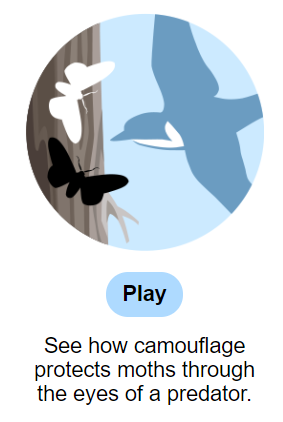 Play
See how camouflage
protects moths through
the eyes of a predator.